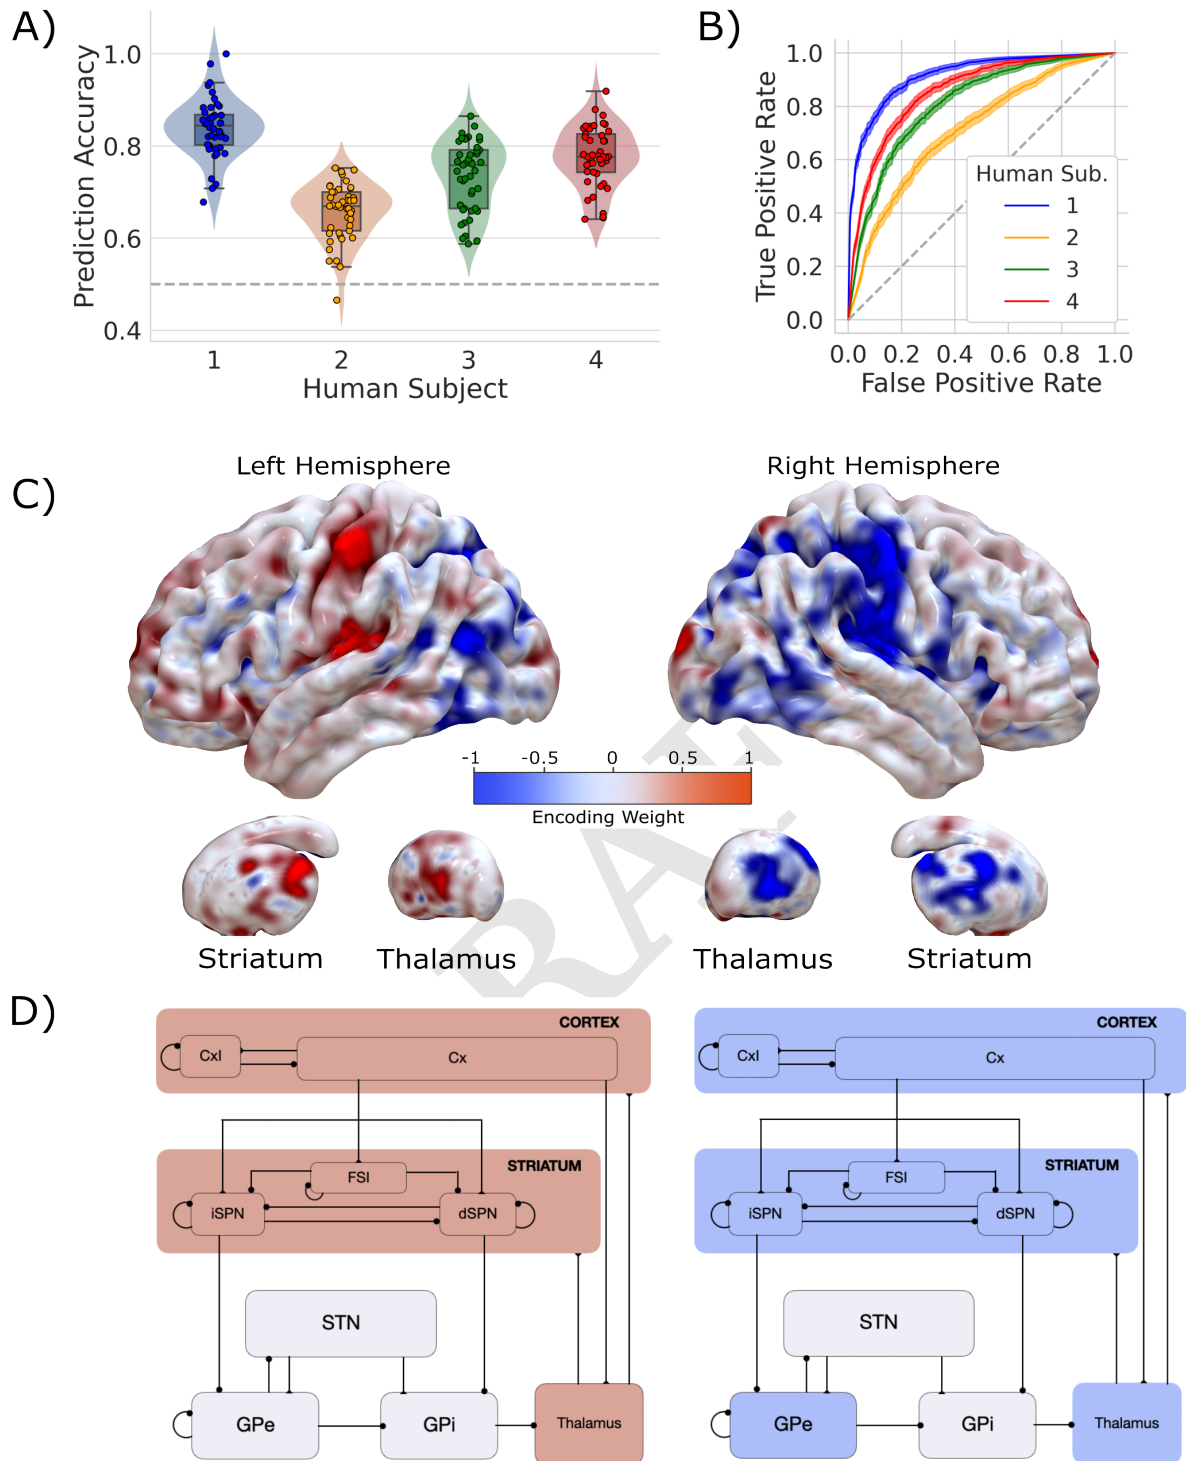 A)
Prediction Accuracy
1.0
0.8
0.6
0.4
1 2 3 4
Human Subject
B)
True Positive Rate
1.0
0.8
0.6
0.4
0.2
0.0
Human Sub.
1
2
3
4
0.0 0.2 0.4 0.6 0.8 1.0
False Positive Rate
C)
Left Hemisphere
Right Hemisphere
-1 -0.5 0 0.5 1
Encoding Weight
Striatum
Thalamus
Thalamus
Striatum
D)
CORTEX
CxI
Cx
STRIATUM
FSI
iSPN
dSPN
STN
GPe
GPi
Thalamus
CORTEX
CxI
Cx
STRIATUM
FSI
iSPN
dSPN
STN
GPe
GPi
Thalamus